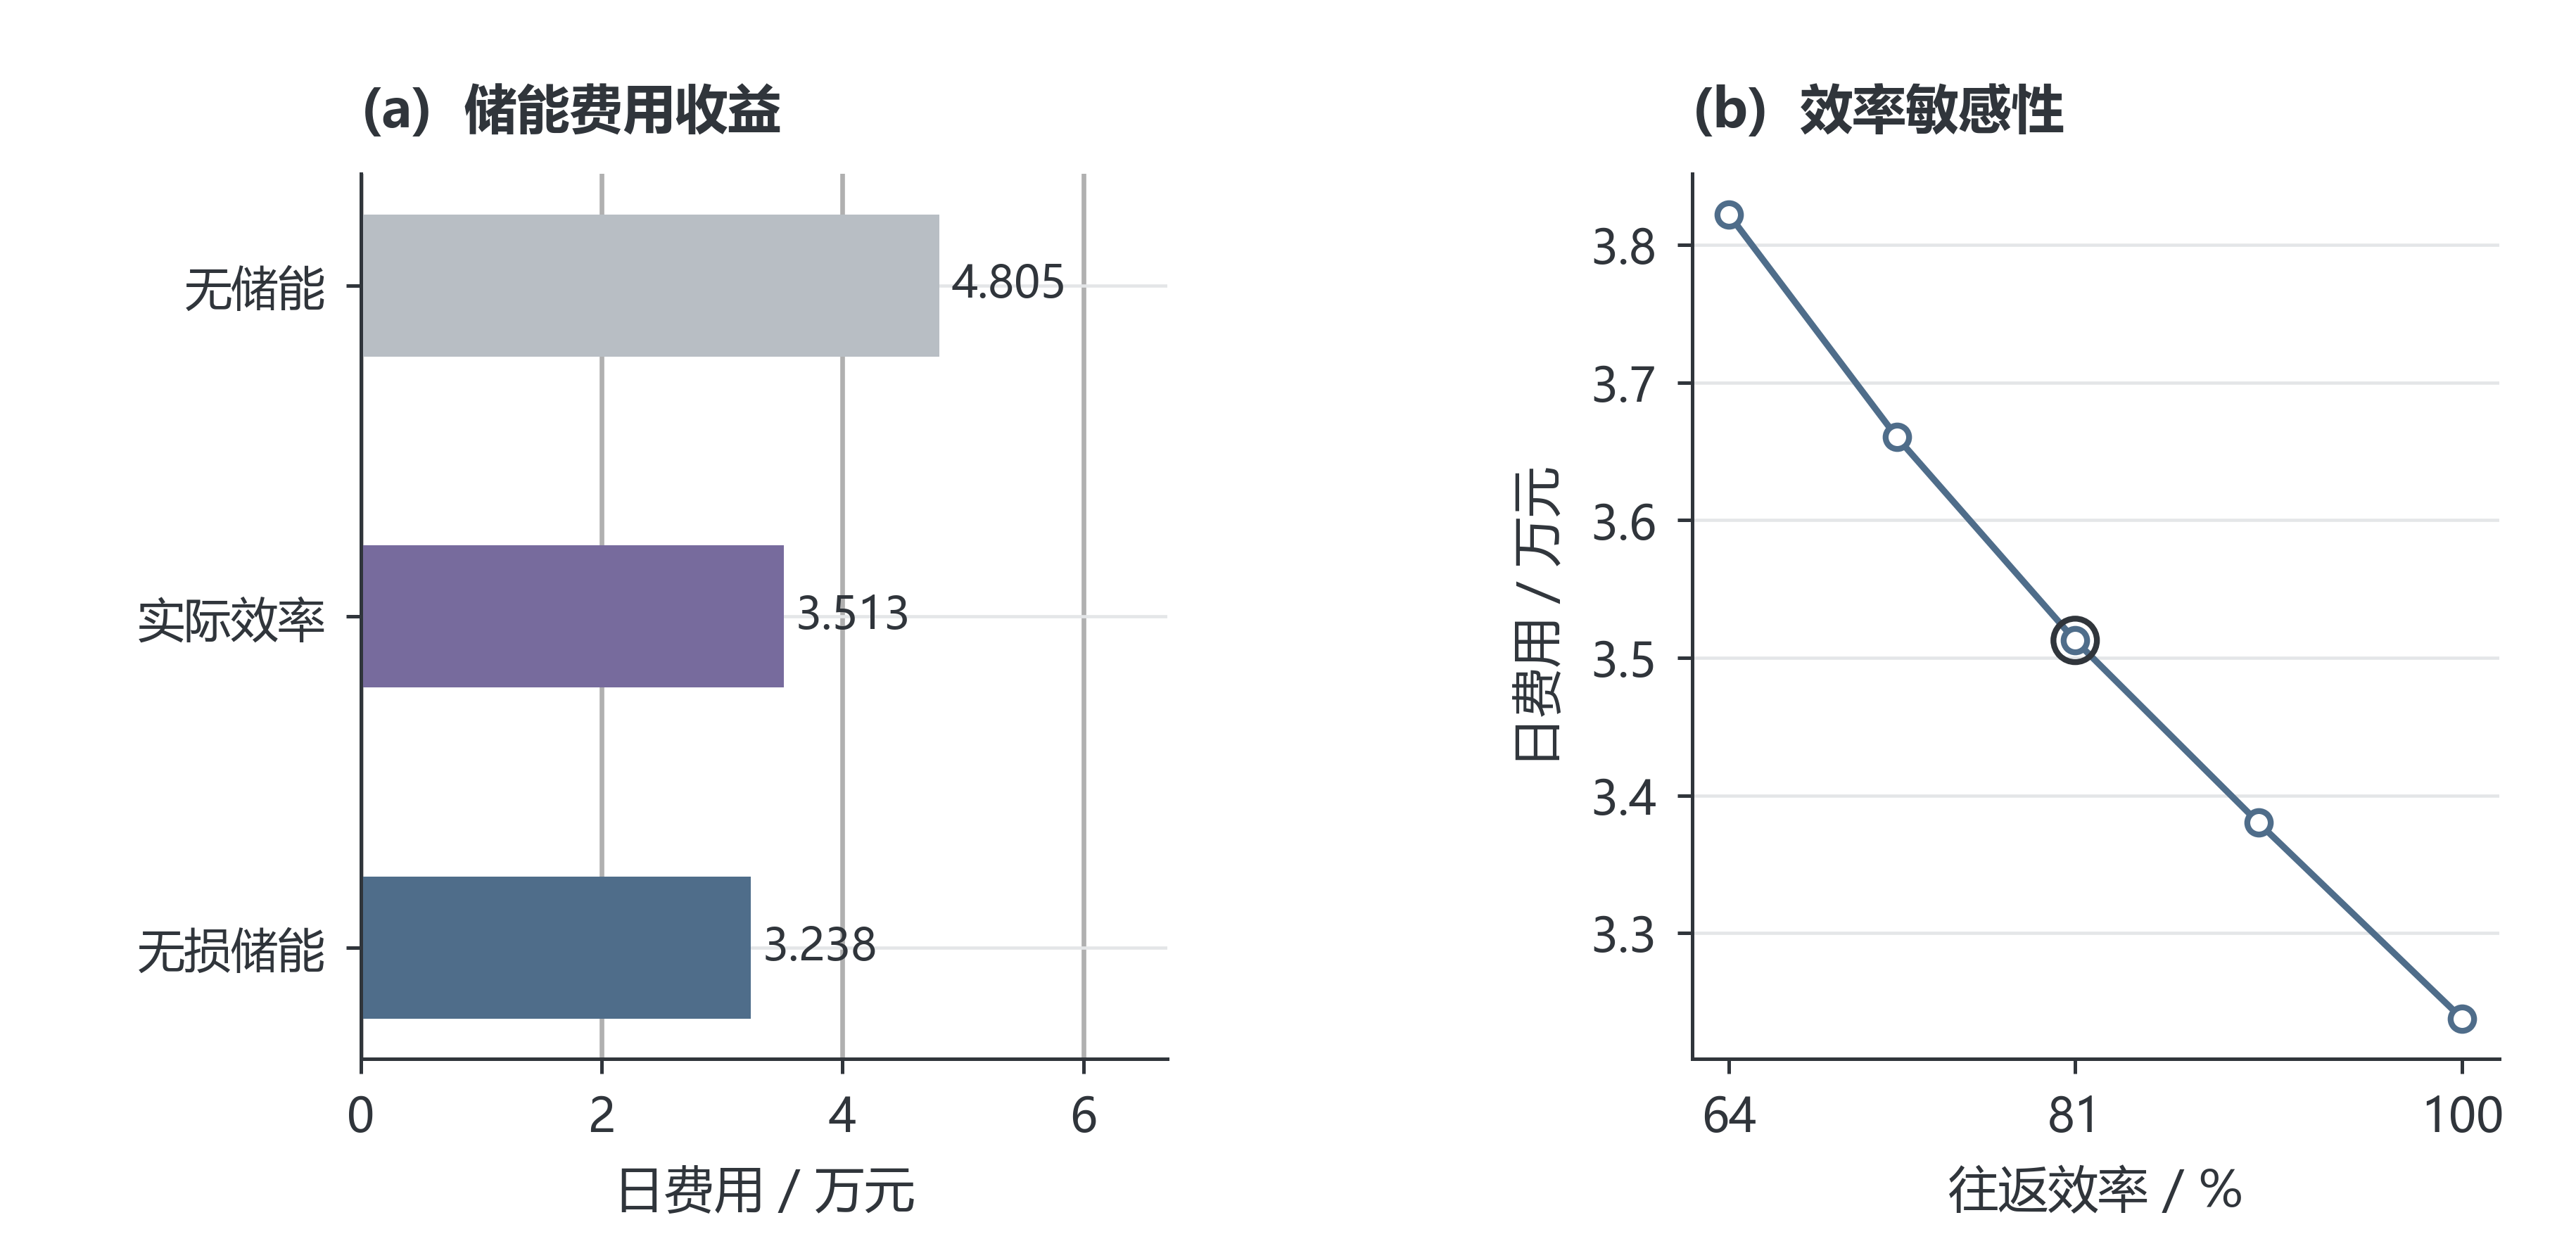 (a) 储能费用收益
无储能
4.805
实际效率
3.513
无损储能
3.238
0 2 4 6
日费用 / 万元
(b) 效率敏感性
日费用 / 万元
3.8
3.7
3.6
3.5
3.4
3.3
64 81 100
往返效率 / %